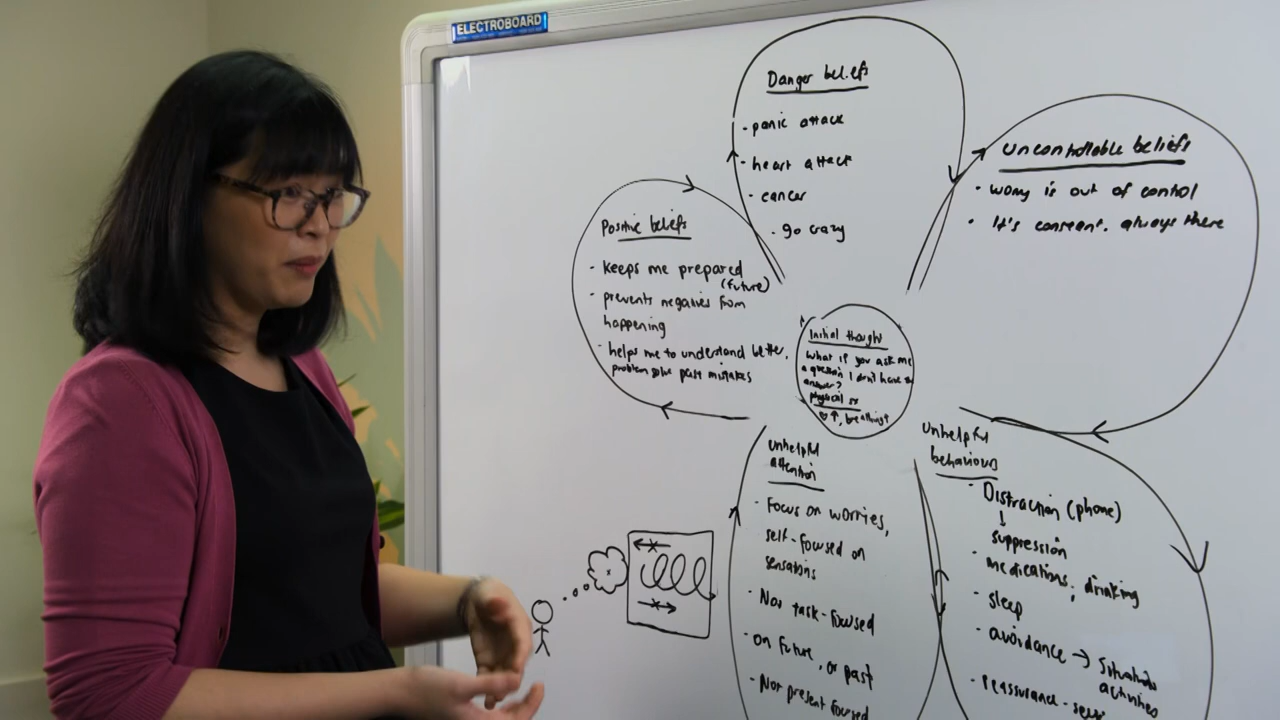 ELECTROBOARD
Danger beliefs
- panic attack
- heart attack
- cancer
- go crazy
Uncontrollable beliefs
- worry is out of control
- It's constant, always there
Positive beliefs
- keeps me prepared
(future)
- prevents negatives from
happening
- helps me to understand better,
problem solve past mistakes
Initial thought
What if you ask me
a question I don't have the
answer?
physical sx
♡↑, breathing↑
Unhelpful
attention
- Focus on worries,
self-focused on
sensations
- Not task-focused
- on future, or past
- Not present focused
Unhelpful
behaviours
- Distraction (phone)
↓
suppression
- medications, drinking
- sleep
- avoidance → situations
activities
- reassurance - seek